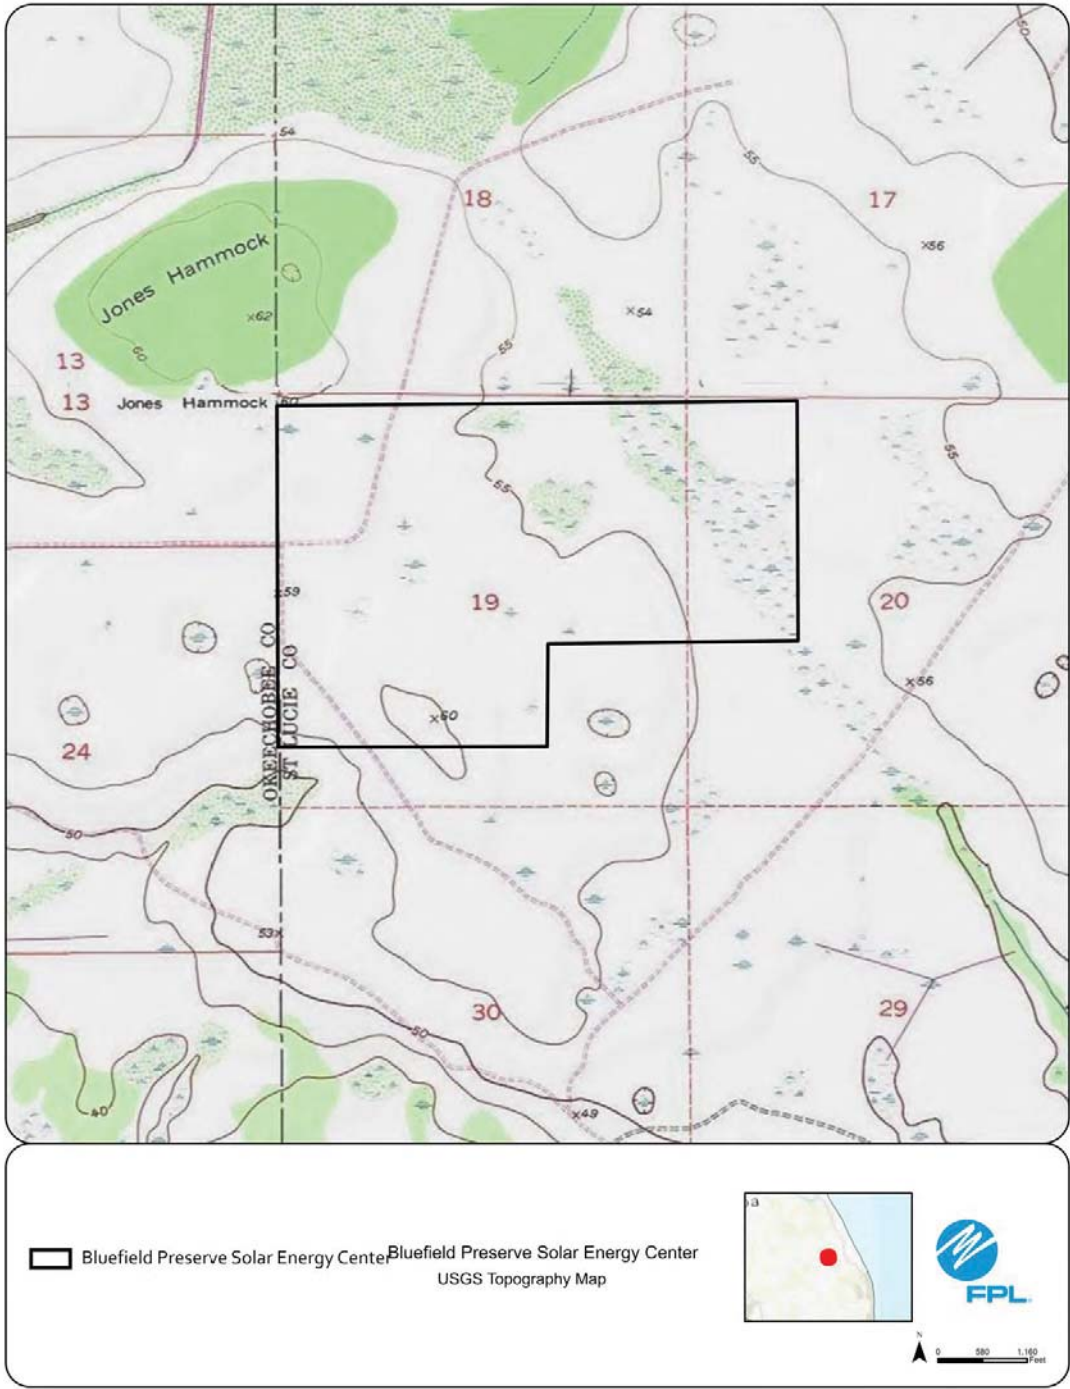 50
54
18
55
17
Jones Hammock
x56
x62
x54
60
55
13
13
Jones Hammock
60
55
55
59
19
20
OKEECHOBEE CO
ST LUCIE CO
x56
x60
24
50
53x
30
29
50
40
x49
Bluefield Preserve Solar Energy Center
Bluefield Preserve Solar Energy Center
USGS Topography Map
a
FPL
N
0 580 1,160
Feet